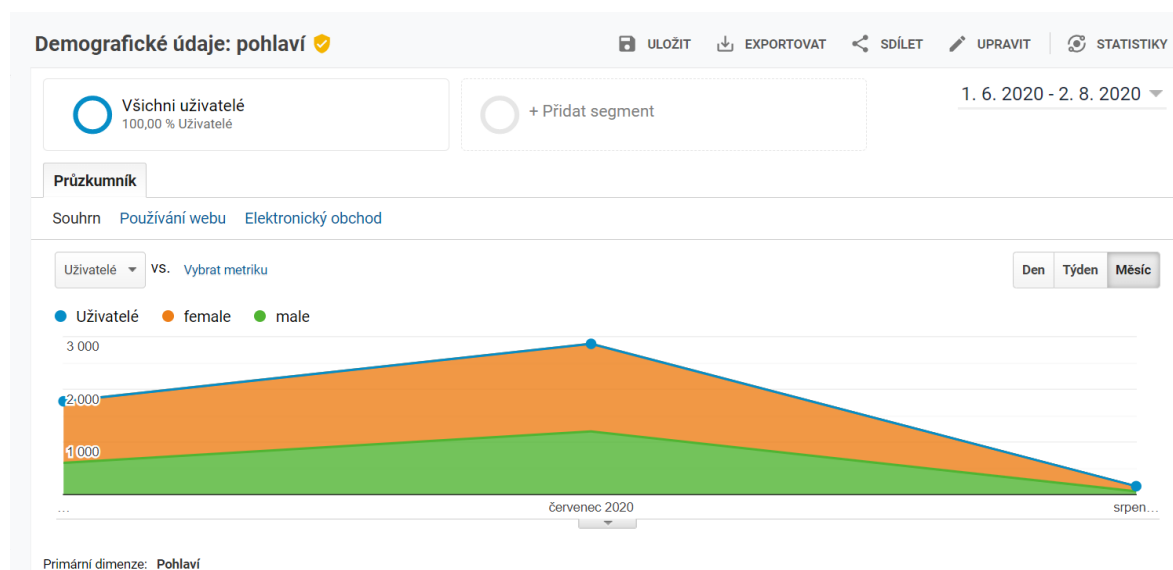 Demografické údaje: pohlaví
ULOŽIT EXPORTOVAT SDÍLET UPRAVIT STATISTIKY
Všichni uživatelé
100,00 % Uživatelé
+ Přidat segment
1. 6. 2020 - 2. 8. 2020
Průzkumník
Souhrn Používání webu Elektronický obchod
Uživatelé VS. Vybrat metriku
Den Týden Měsíc
Uživatelé female male
3 000
2 000
1 000
... červenec 2020 srpen...
Primární dimenze: Pohlaví